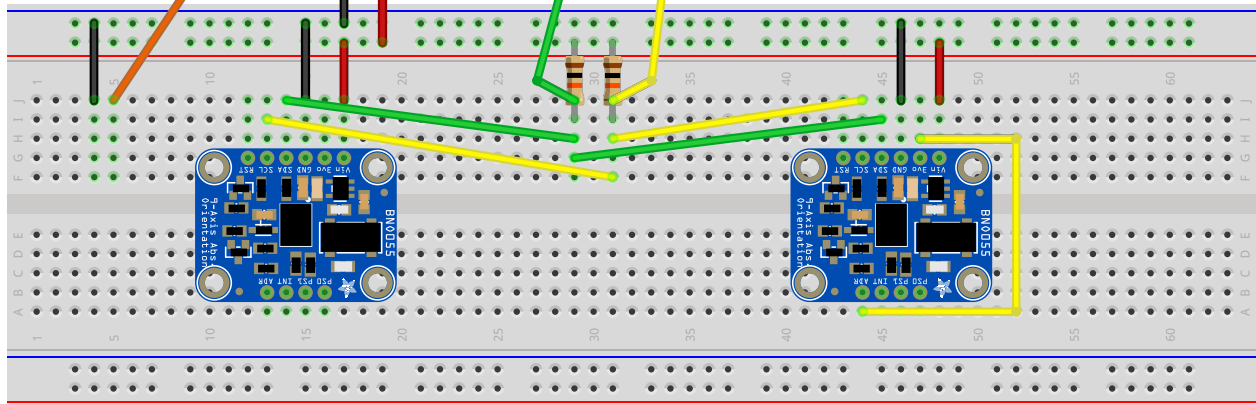 1 5 10 20 25 30 35 40 45 50 55 60
J J
I I
H H
G G
F F
RST SCL SDA GND 3vo Vin
9-Axis Abs.
Orientation
BNO055
ADR INT PS1 PS0
RST SCL SDA GND 3vo Vin
9-Axis Abs.
Orientation
BNO055
ADR INT PS1 PS0
E E
D D
C C
B B
A A
1 5 10 15 20 25 30 35 40 45 50 55 60